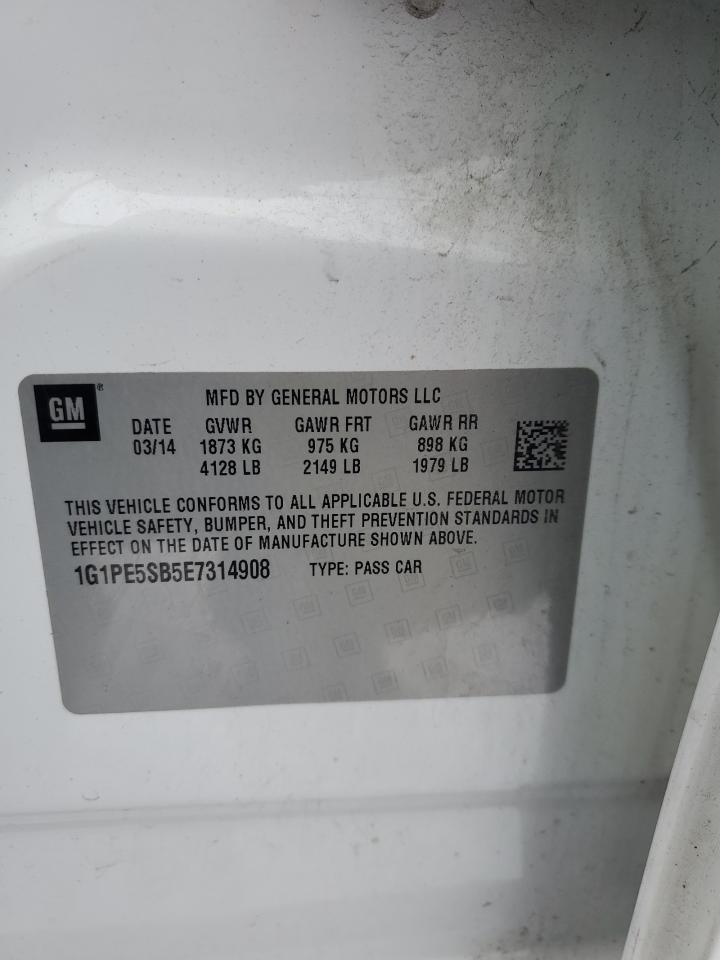 GM®
MFD BY GENERAL MOTORS LLC
DATE GVWR GAWR FRT GAWR RR
03/14 1873 KG 975 KG 898 KG
4128 LB 2149 LB 1979 LB
THIS VEHICLE CONFORMS TO ALL APPLICABLE U.S. FEDERAL MOTOR
VEHICLE SAFETY, BUMPER, AND THEFT PREVENTION STANDARDS IN
EFFECT ON THE DATE OF MANUFACTURE SHOWN ABOVE.
1G1PE5SB5E7314908 TYPE: PASS CAR